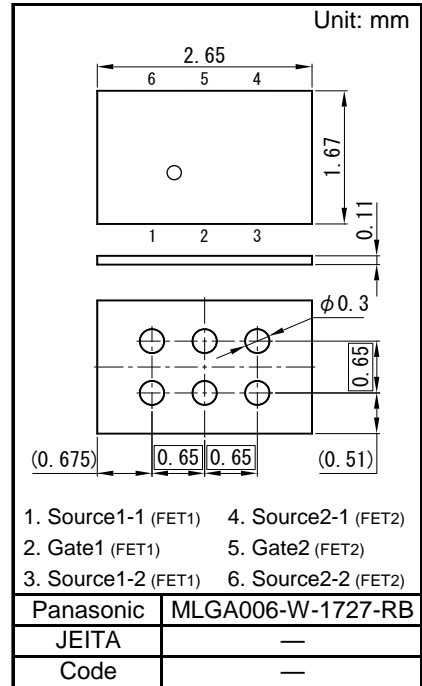 Unit: mm
2.65
6 5 4
1.67
1 2 3
0.11
φ0.3
0.65
(0.675) 0.65 0.65 (0.51)
1. Source1-1 (FET1) 4. Source2-1 (FET2)
2. Gate1 (FET1) 5. Gate2 (FET2)
3. Source1-2 (FET1) 6. Source2-2 (FET2)
Panasonic MLGA006-W-1727-RB
JEITA —
Code —